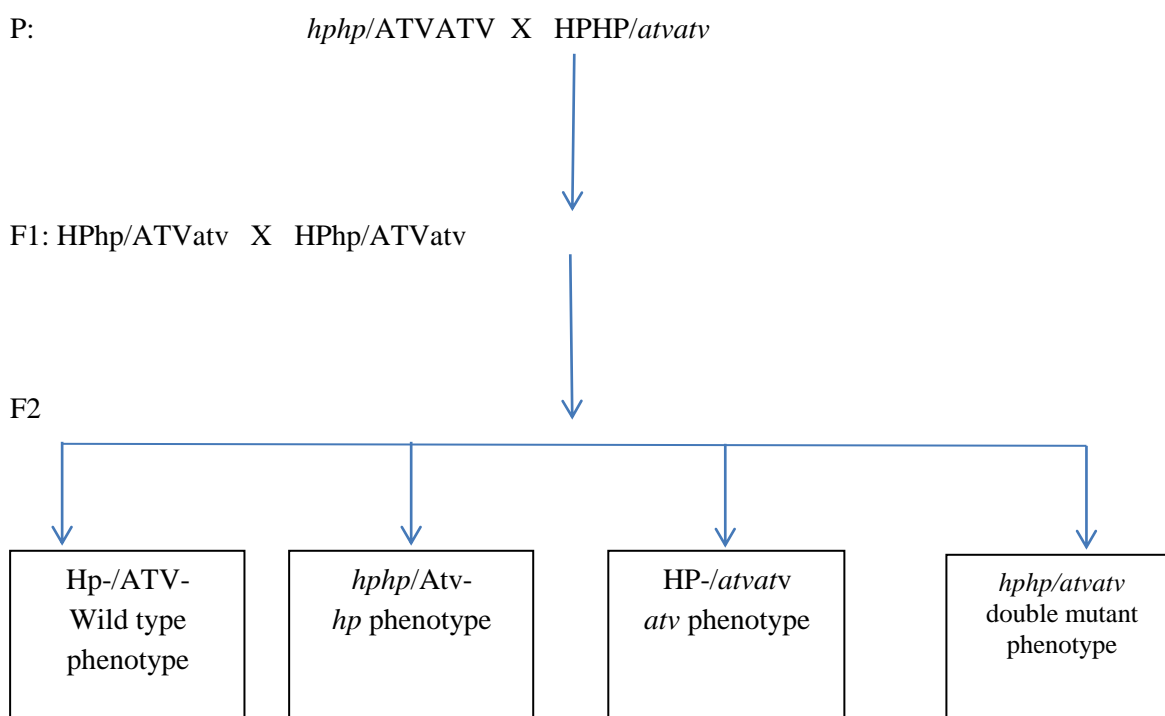 P: hphp/ATVATV X HPHP/atvatv
F1: HPhp/ATVatv X HPhp/ATVatv
F2
Hp-/ATV-
Wild type
phenotype
hphp/Atv-
hp phenotype
HP-/atvatv
atv phenotype
hphp/atvatv
double mutant
phenotype